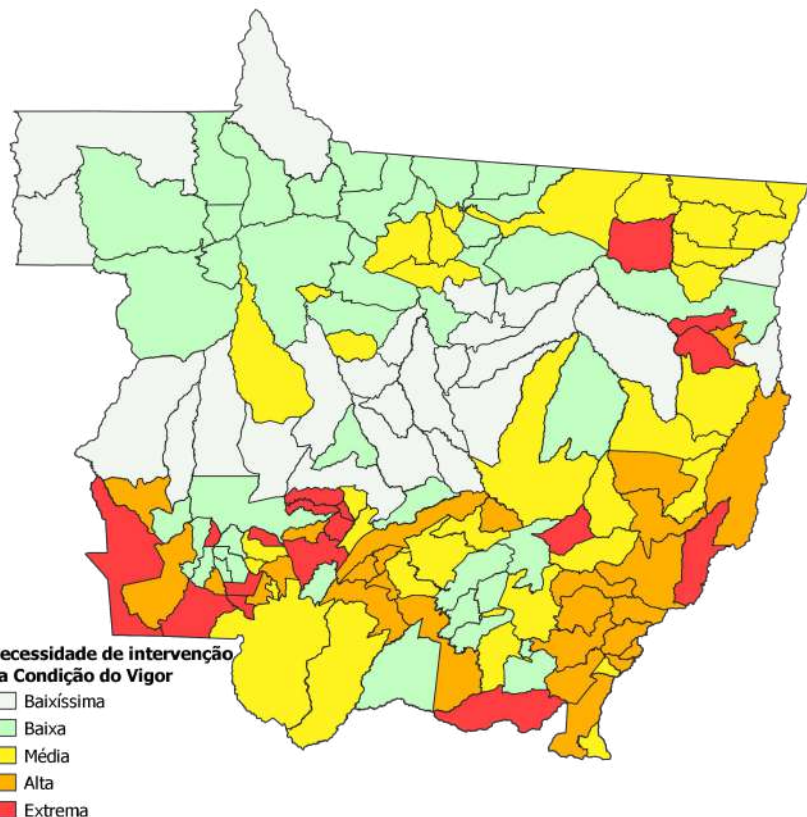 ecessidade de intervenção
a Condição do Vigor
Baixíssima
Baixa
Média
Alta
Extrema